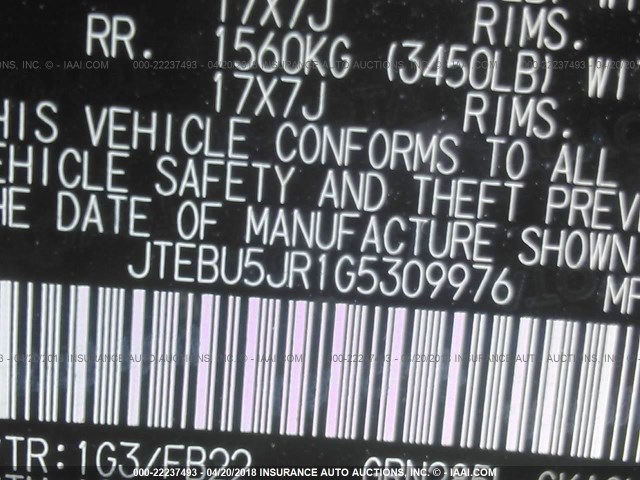 17X7J RIMS.
RR. 1560KG (3450LB) WIT
17X7J RIMS.
HIS VEHICLE CONFORMS TO ALL
EHICLE SAFETY AND THEFT PREV
HE DATE OF MANUFACTURE SHOWN
JTEBU5JR1G5309976
TR:1G3/FB22
000-22237493 - 04/20/2018 INSURANCE AUTO AUCTIONS, INC. - ©IAAI.COM